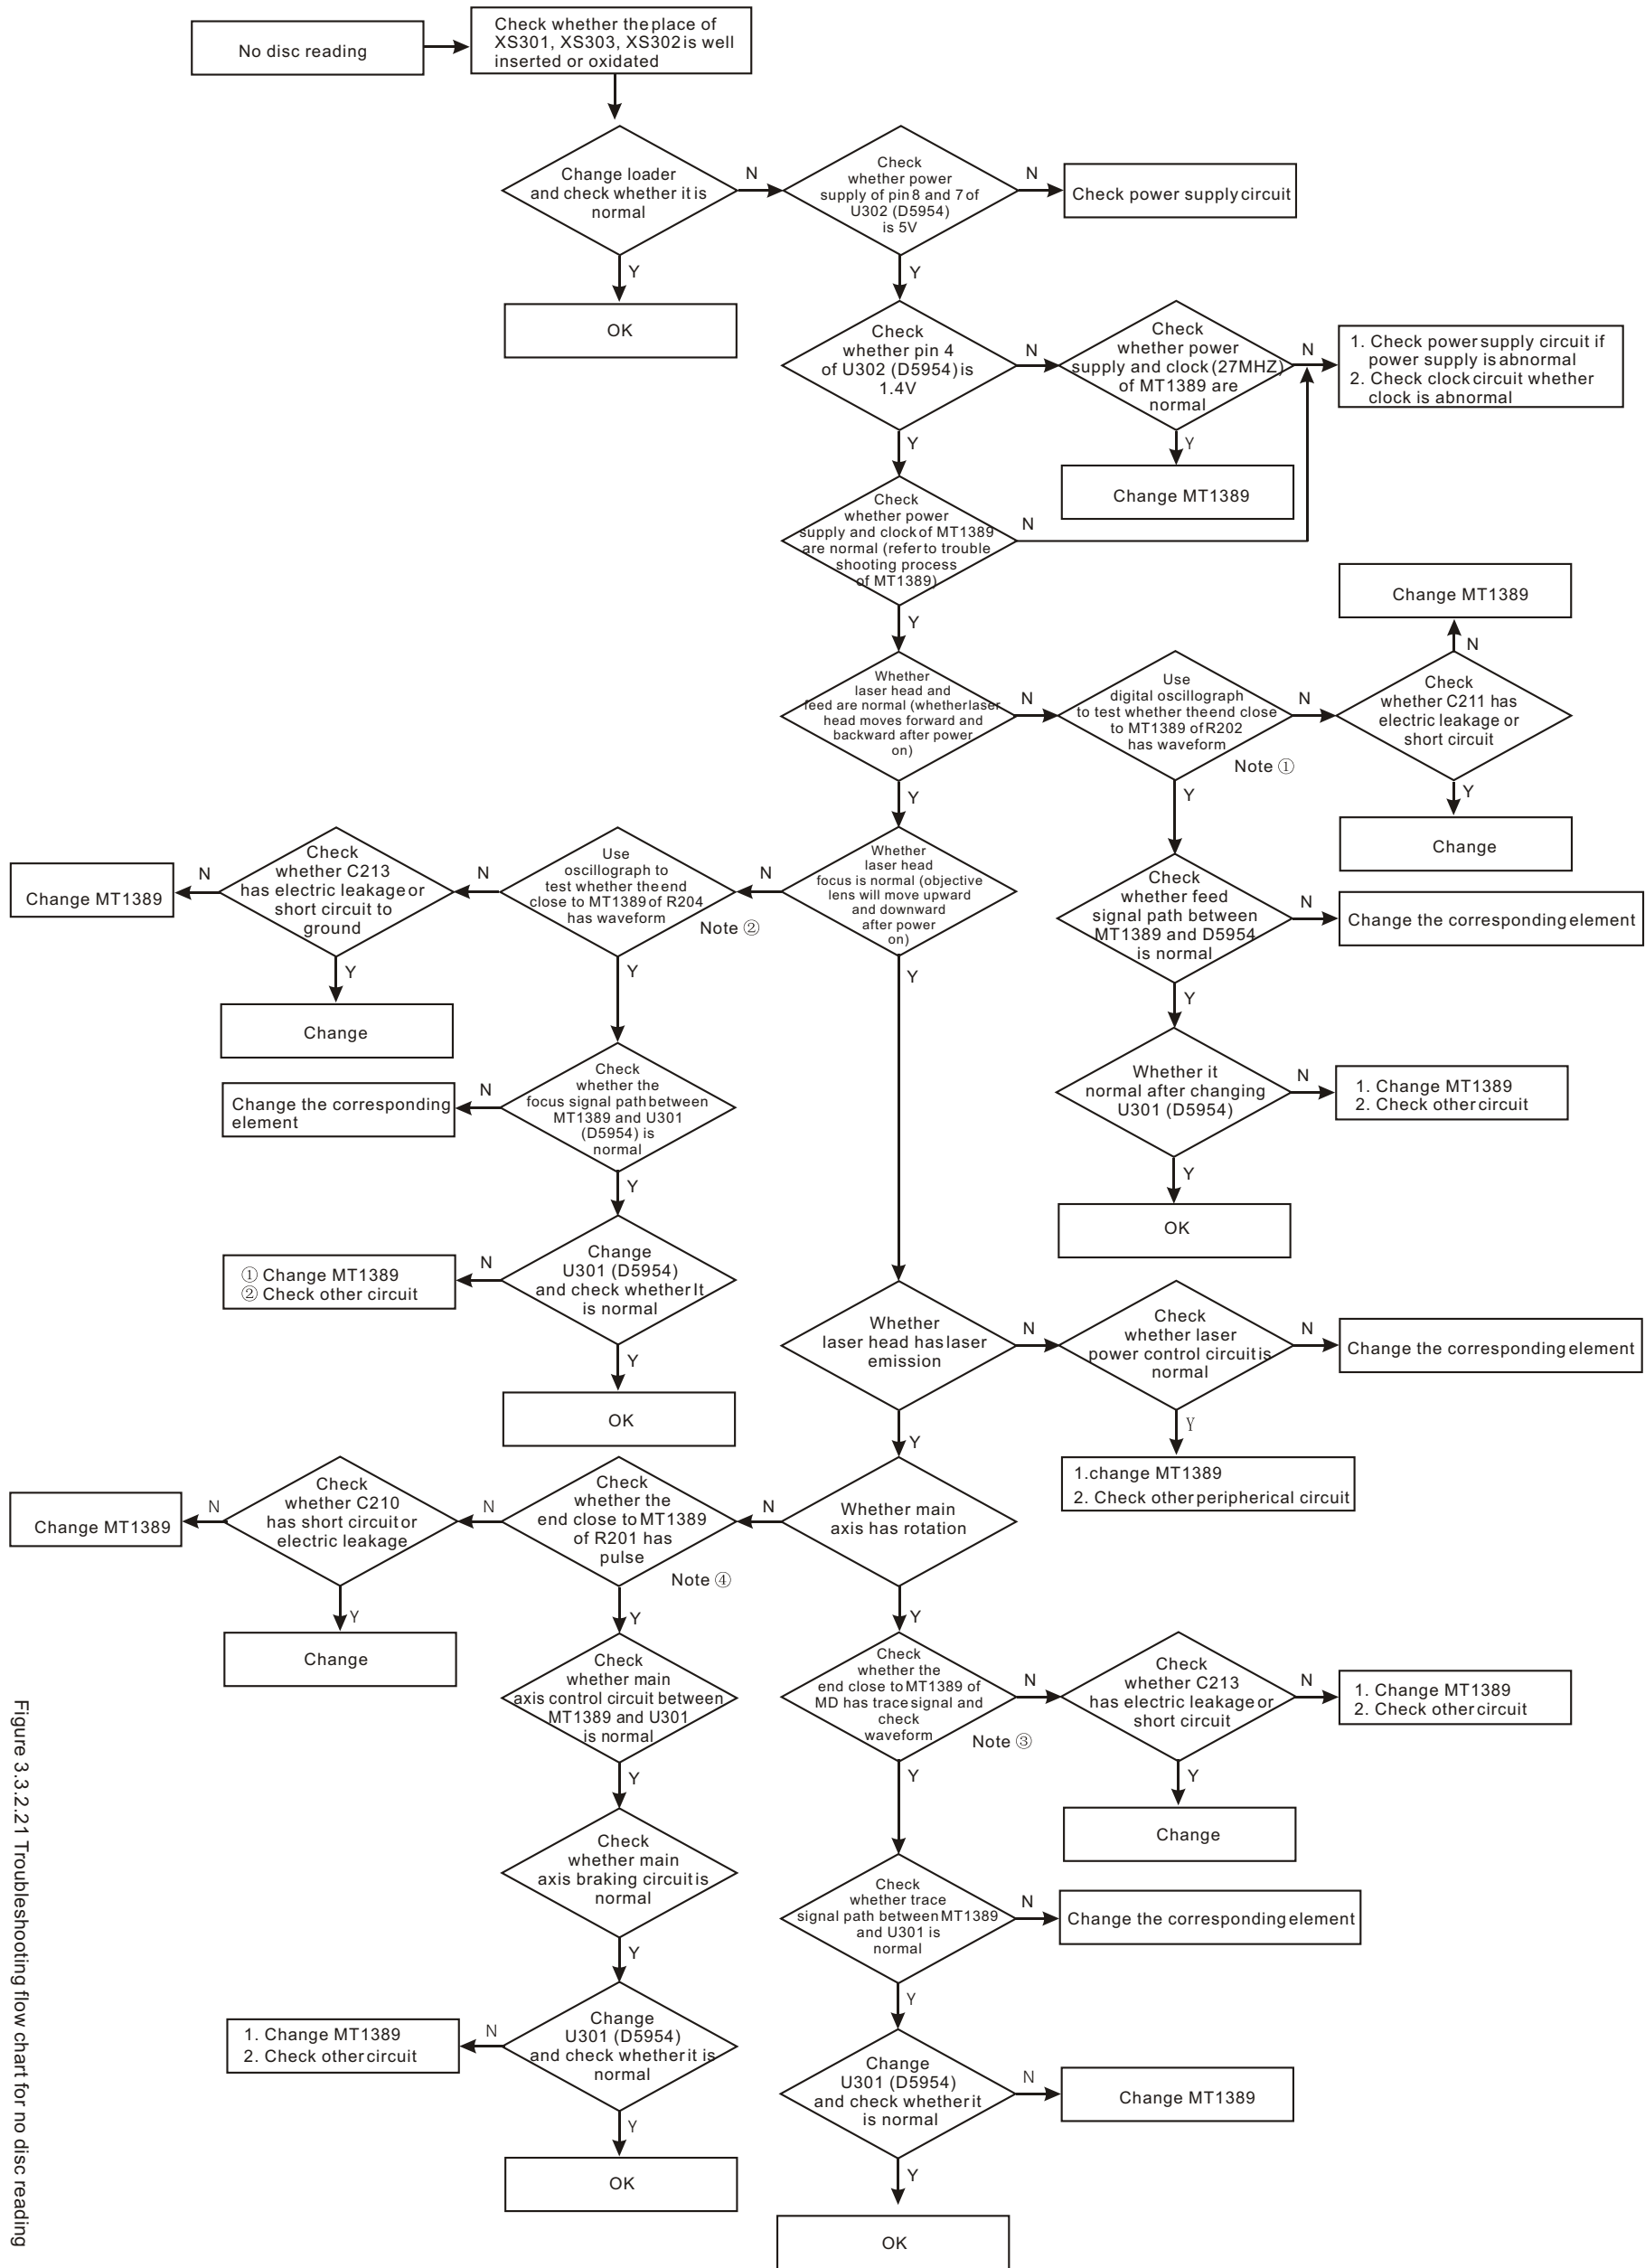 No disc reading
Check whether the place of
XS301, XS303, XS302 is well
inserted or oxidated
Change loader
and check whether it is
normal
N
Check
whether power
supply of pin 8 and 7 of
U302 (D5954)
is 5V
N
Check power supply circuit
Y
OK
Y
Check
whether pin 4
of U302 (D5954) is
1.4V
N
Check
whether power
supply and clock (27MHZ)
of MT1389 are
normal
N
1. Check power supply circuit if
power supply is abnormal
2. Check clock circuit whether
clock is abnormal
Y
Change MT1389
Y
Check
whether power
supply and clock of MT1389
are normal (refer to trouble
shooting process
of MT1389)
N
Y
Whether
laser head and
feed are normal (whether laser
head moves forward and
backward after power
on)
N
Use
digital oscillograph
to test whether the end close
to MT1389 of R202
has waveform
Note ①
N
Check
whether C211 has
electric leakage or
short circuit
N
Change MT1389
Y
Change
Y
Check
whether feed
signal path between
MT1389 and D5954
is normal
N
Change the corresponding element
Y
Whether it
normal after changing
U301 (D5954)
N
1. Change MT1389
2. Check other circuit
Y
OK
Y
Whether
laser head
focus is normal (objective
lens will move upward
and downward
after power
on)
N
Use
oscillograph to
test whether the end
close to MT1389 of R204
has waveform
Note ②
N
Check
whether C213
has electric leakage or
short circuit to
ground
N
Change MT1389
Y
Change
Y
Check
whether the
focus signal path between
MT1389 and U301
(D5954) is
normal
N
Change the corresponding
element
Y
Change
U301 (D5954)
and check whether It
is normal
N
① Change MT1389
② Check other circuit
Y
OK
Y
Whether
laser head has laser
emission
N
Check
whether laser
power control circuit is
normal
N
Change the corresponding element
Y
1.change MT1389
2. Check other peripherical circuit
Y
Whether main
axis has rotation
N
Check
whether the
end close to MT1389
of R201 has
pulse
Note ④
N
Check
whether C210
has short circuit or
electric leakage
N
Change MT1389
Y
Change
Y
Check
whether main
axis control circuit between
MT1389 and U301
is normal
Y
Check
whether main
axis braking circuit is
normal
Y
Change
U301 (D5954)
and check whether it is
normal
N
1. Change MT1389
2. Check other circuit
Y
OK
Y
Check
whether the
end close to MT1389 of
MD has trace signal and
check
waveform
Note ③
N
Check
whether C213
has electric leakage or
short circuit
N
1. Change MT1389
2. Check other circuit
Y
Change
Y
Check
whether trace
signal path between MT1389
and U301 is
normal
N
Change the corresponding element
Y
Change
U301 (D5954)
and check whether it
is normal
N
Change MT1389
Y
OK
Figure 3.3.2.21 Troubleshooting flow chart for no disc reading